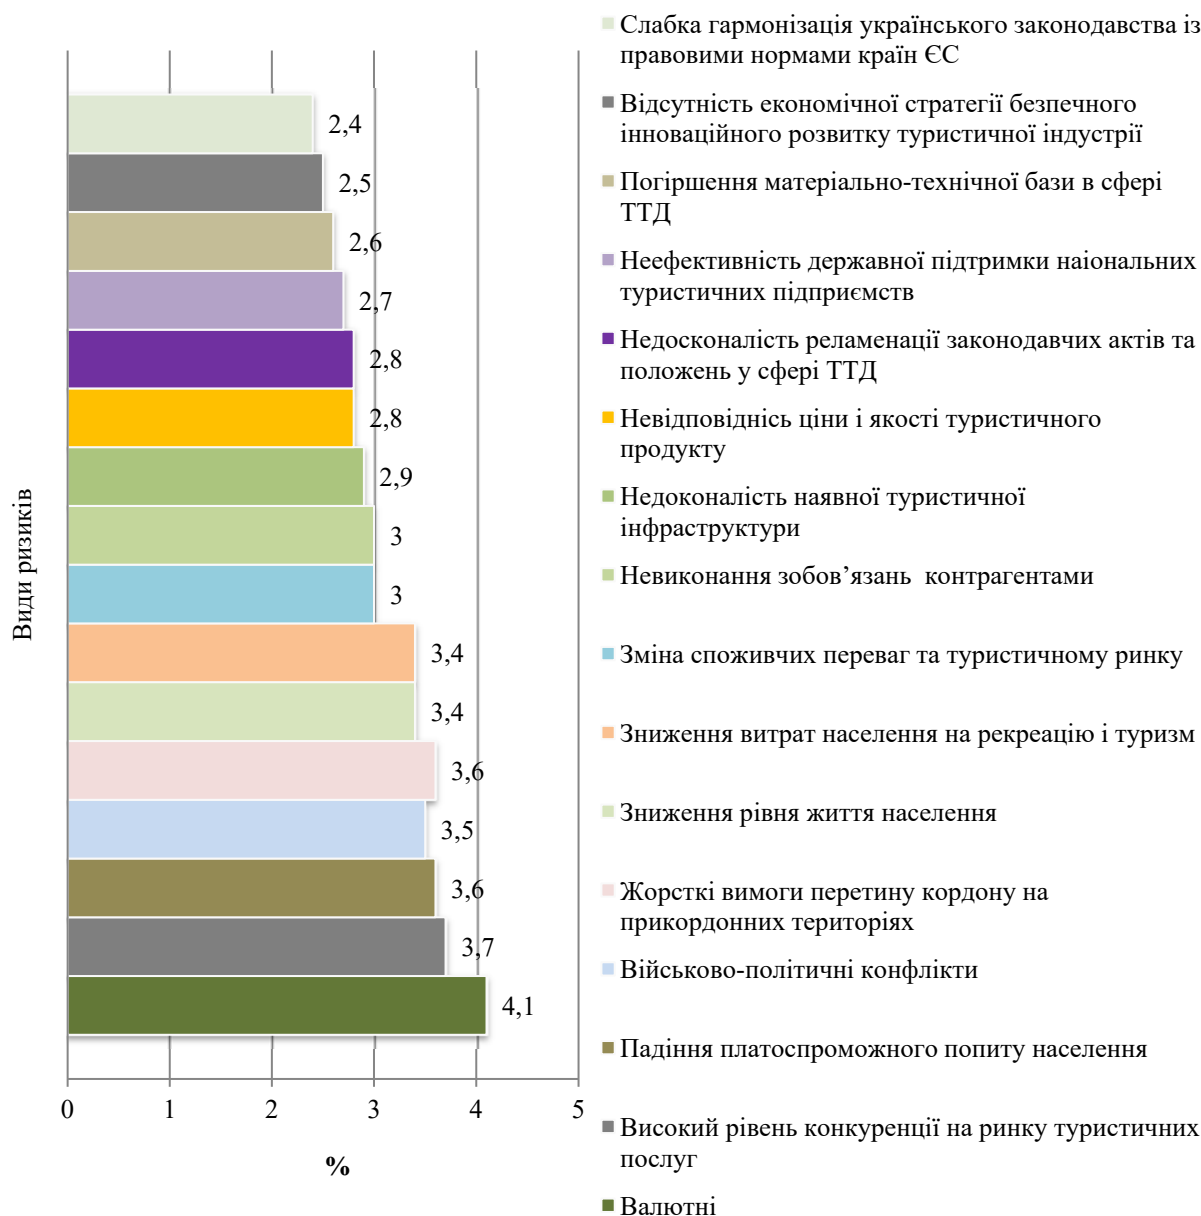 Слабка гармонізація українського законодавства із
правовими нормами країн ЄС
Відсутність економічної стратегії безпечного
інноваційного розвитку туристичної індустрії
Погіршення матеріально-технічної бази в сфері
ТТД
Неефективність державної підтримки наіональних
туристичних підприємств
Недосконалість реламенації законодавчих актів та
положень у сфері ТТД
Невідповіднісь ціни і якості туристичного
продукту
Недоконалість наявної туристичної
інфраструктури
Невиконання зобов’язань  контрагентами
Зміна споживчих переваг та туристичному ринку
Зниження витрат населення на рекреацію і туризм
Зниження рівня життя населення
Жорсткі вимоги перетину кордону на
прикордонних територіях
Військово-політичні конфлікти
Падіння платоспроможного попиту населення
Високий рівень конкуренції на ринку туристичних
послуг
Валютні
2,4
2,5
2,6
2,7
2,8
2,8
2,9
3
3
3,4
3,4
3,6
3,5
3,6
3,7
4,1
0 1 2 3 4 5
%
Види ризиків